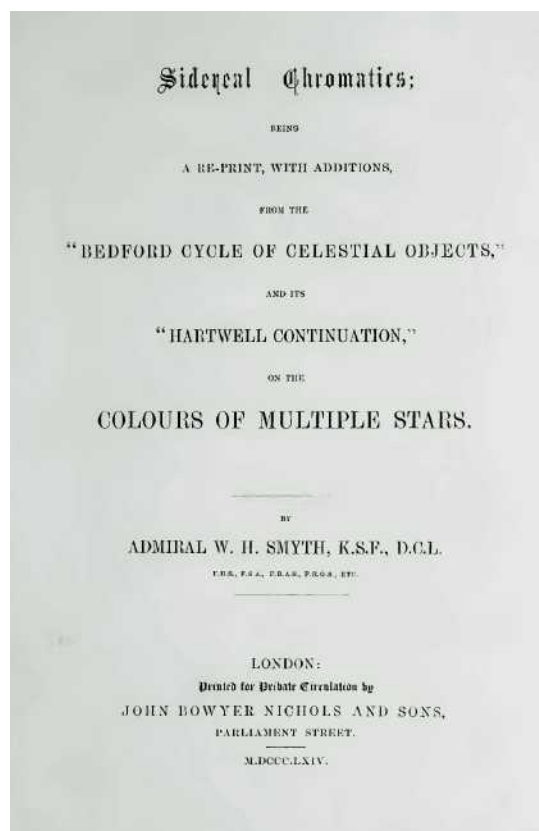 Sidereal Chromatics;
BEING
A RE-PRINT, WITH ADDITIONS,
FROM THE
"BEDFORD CYCLE OF CELESTIAL OBJECTS,"
AND ITS
"HARTWELL CONTINUATION,"
ON THE
COLOURS OF MULTIPLE STARS.
BY
ADMIRAL W. H. SMYTH, K.S.F., D.C.L.
F.R.S., F.S.A., F.R.A.S., F.R.G.S., ETC.
LONDON:
Printed for Private Circulation by
JOHN BOWYER NICHOLS AND SONS,
PARLIAMENT STREET.
M.DCCC.LXIV.